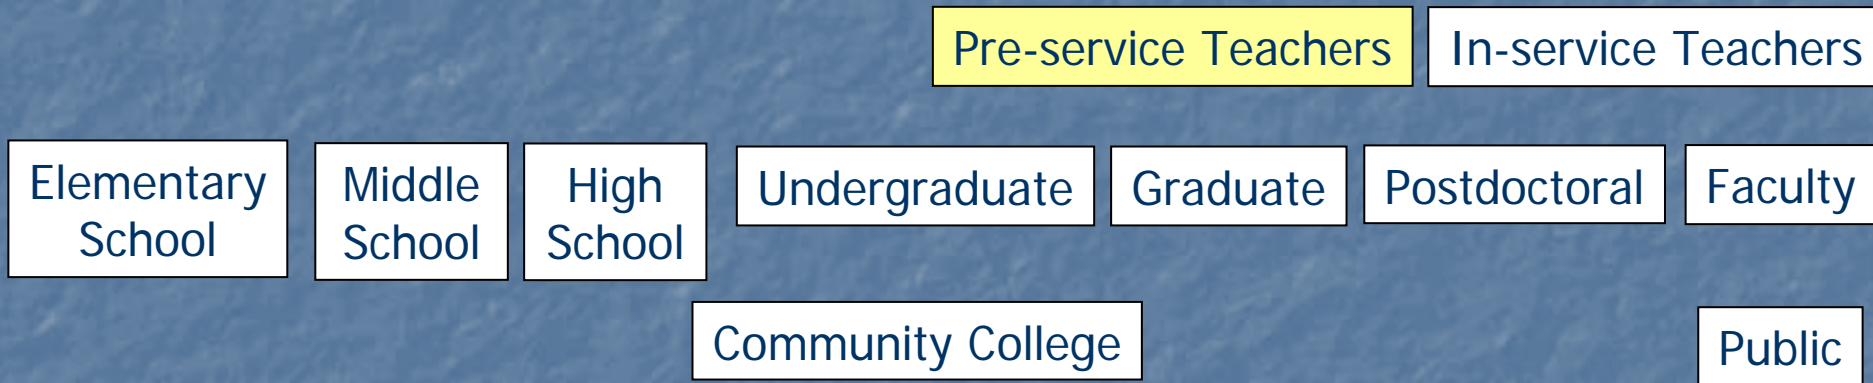 Pre-service Teachers
In-service Teachers
Elementary
School
Middle
School
High
School
Undergraduate
Graduate
Postdoctoral
Faculty
Community College
Public